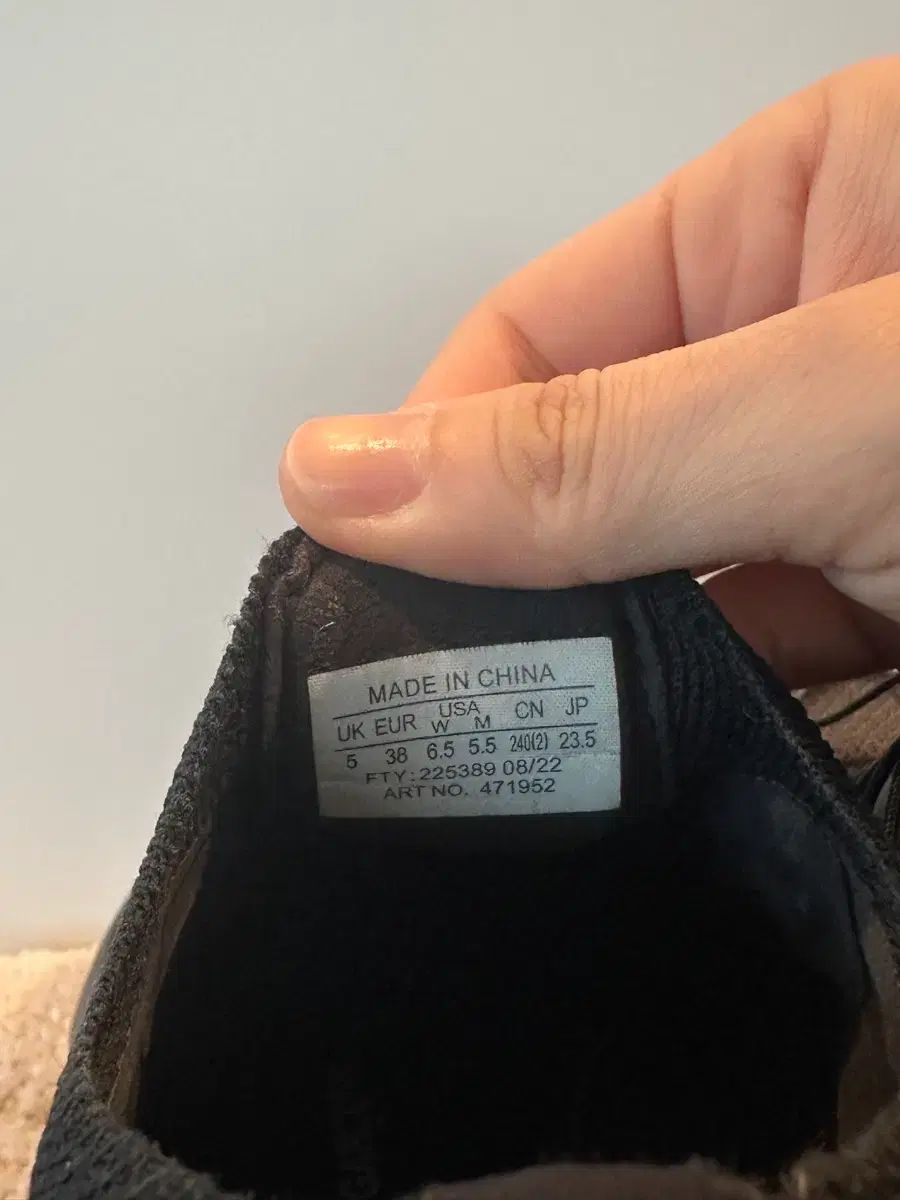 MADE IN CHINA
UK EUR USA W M CN JP
5 38 6.5 5.5 240(2) 23.5
FTY: 225389 08/22
ART NO. 471952